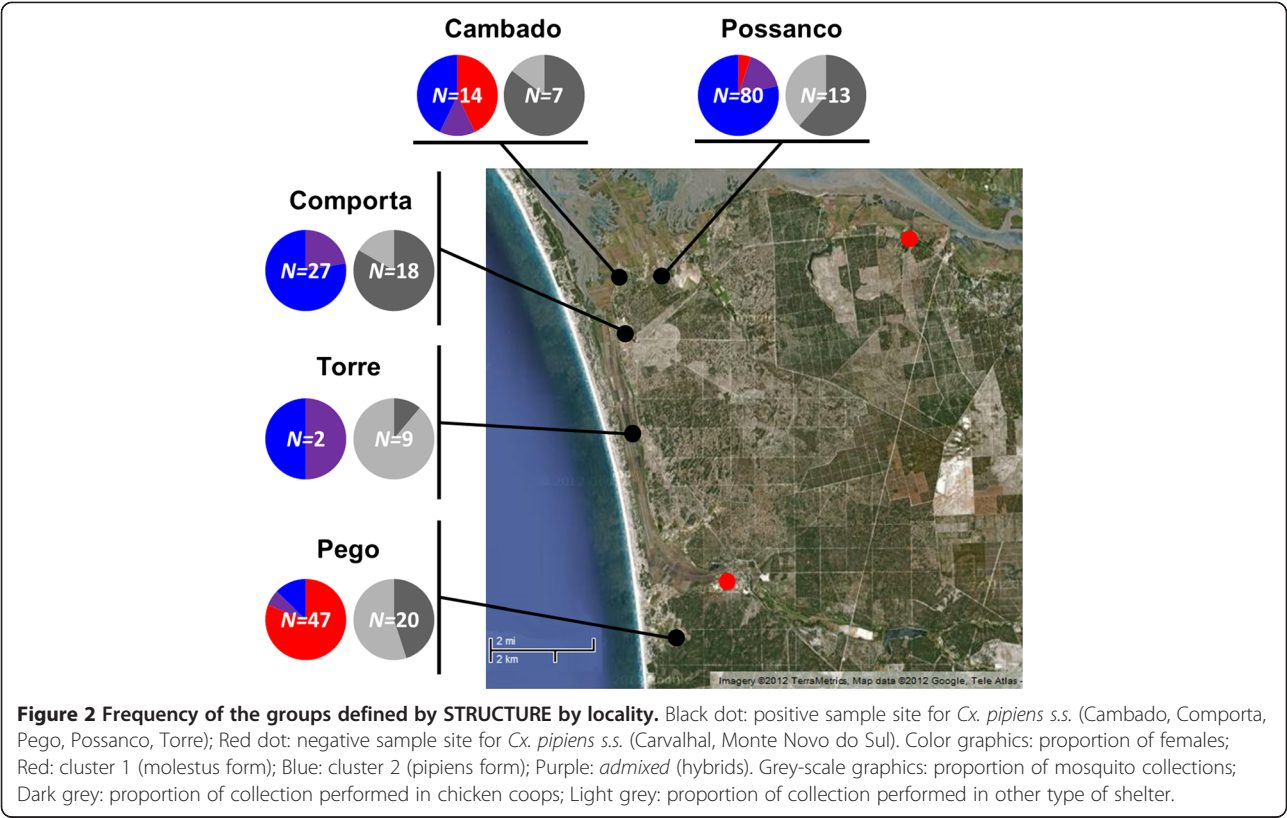 Cambado
Possanco
N=14
N=7
N=80
N=13
Comporta
N=27
N=18
Torre
N=2
N=9
Pego
N=47
N=20
2 mi
2 km
Imagery ©2012 TerraMetrics, Map data ©2012 Google, Tele Atlas -
Figure 2 Frequency of the groups defined by STRUCTURE by locality. Black dot: positive sample site for Cx. pipiens s.s. (Cambado, Comporta,
Pego, Possanco, Torre); Red dot: negative sample site for Cx. pipiens s.s. (Carvalhal, Monte Novo do Sul). Color graphics: proportion of females;
Red: cluster 1 (molestus form); Blue: cluster 2 (pipiens form); Purple: admixed (hybrids). Grey-scale graphics: proportion of mosquito collections;
Dark grey: proportion of collection performed in chicken coops; Light grey: proportion of collection performed in other type of shelter.